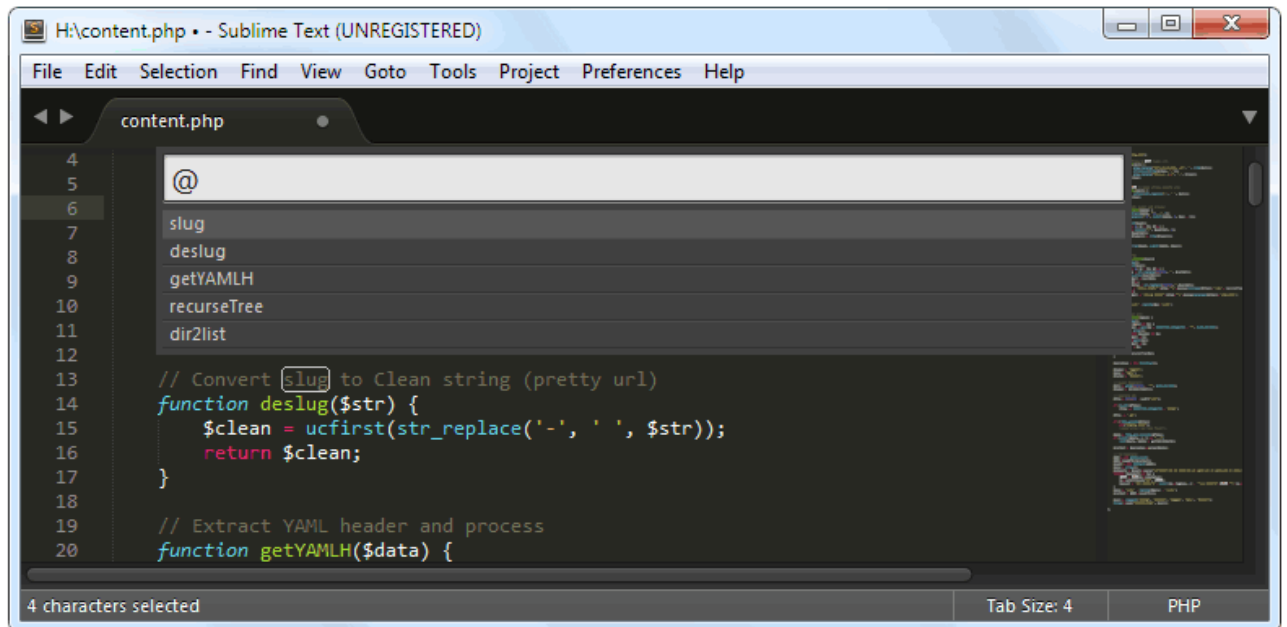 H:\content.php • - Sublime Text (UNREGISTERED)
File Edit Selection Find View Goto Tools Project Preferences Help
content.php
@
slug
deslug
getYAMLH
recurseTree
dir2list
4
5
6
7
8
9
10
11
12
13 // Convert slug to Clean string (pretty url)
14 function deslug($str) {
15 $clean = ucfirst(str_replace('-', ' ', $str));
16 return $clean;
17 }
18
19 // Extract YAML header and process
20 function getYAMLH($data) {
4 characters selected Tab Size: 4 PHP